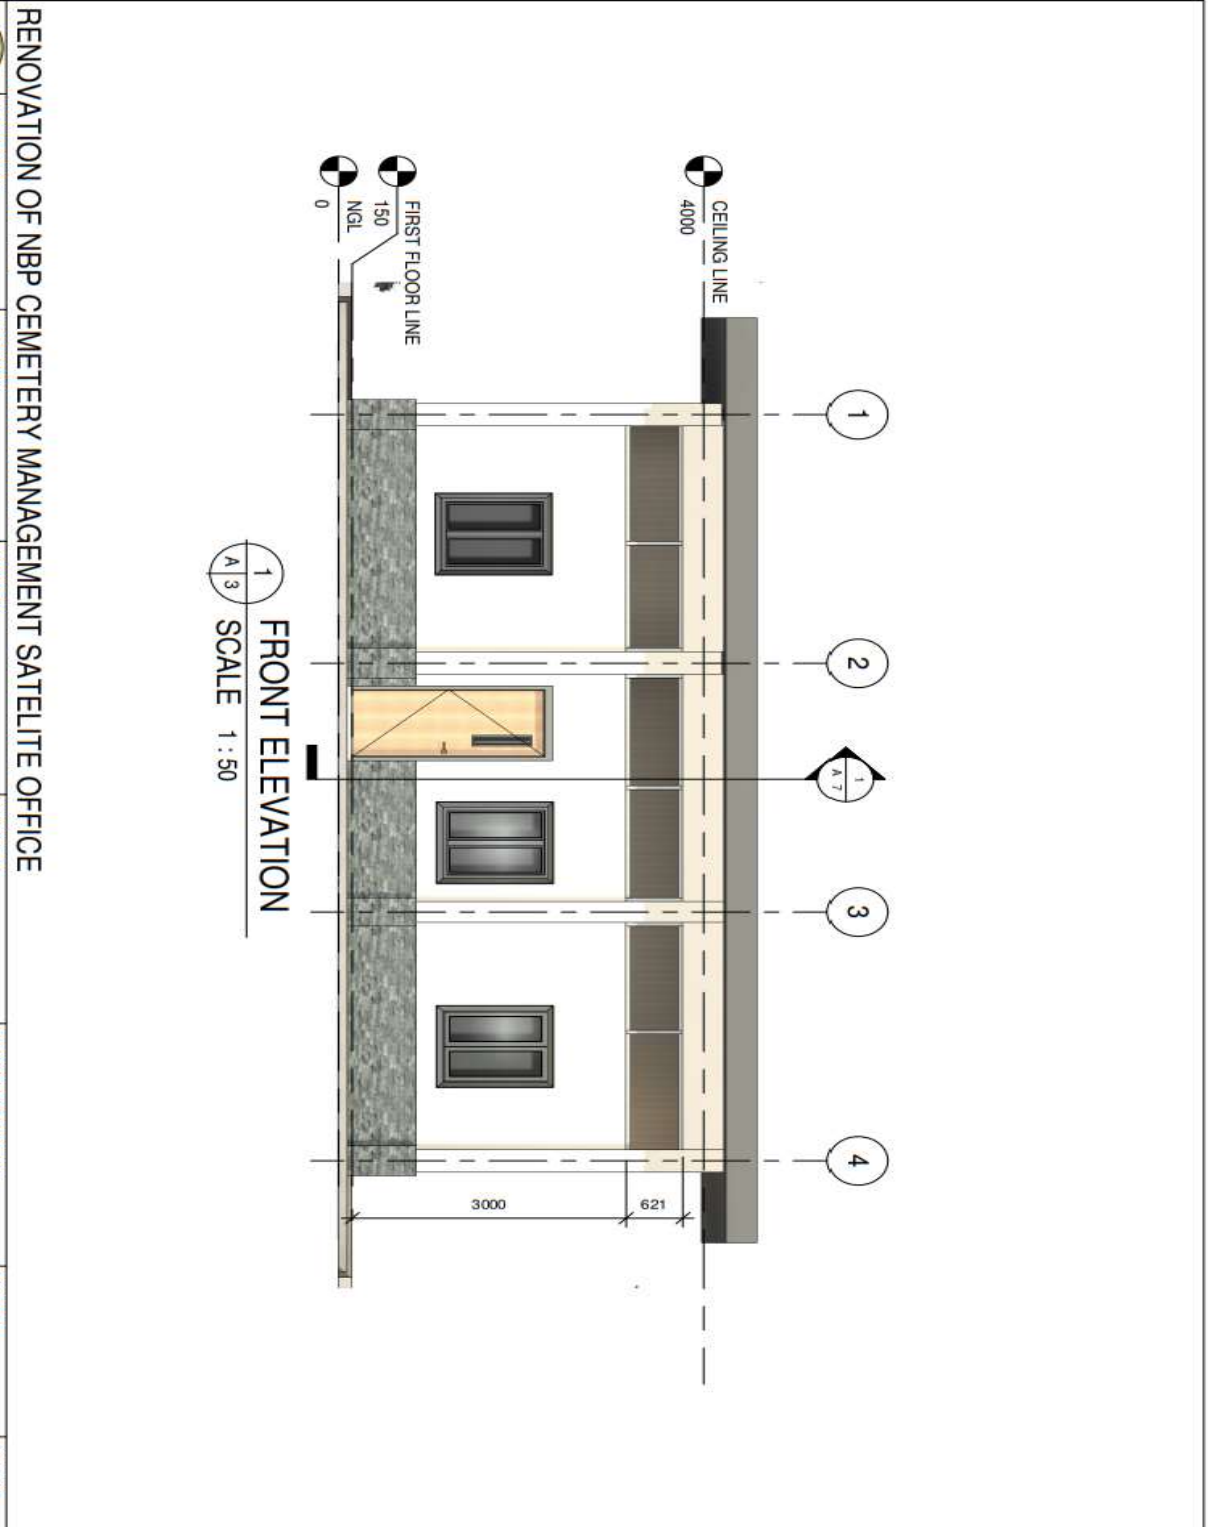 1
2
3
4
1
A 7
CEILING LINE
4000
621
3000
FIRST FLOOR LINE
150
NGL
0
1
A 3
FRONT ELEVATION
SCALE 1 : 50
RENOVATION OF NBP CEMETERY MANAGEMENT SATELITE OFFICE